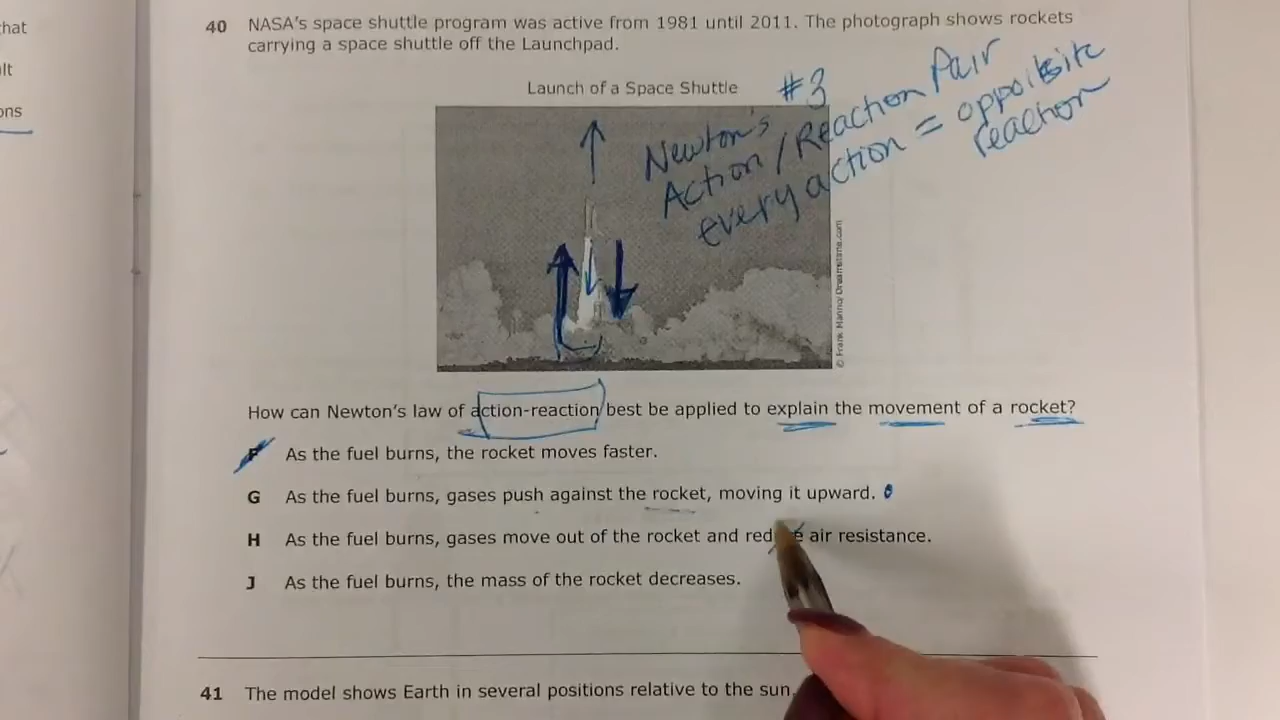 that
lt
ons
40 NASA's space shuttle program was active from 1981 until 2011. The photograph shows rockets
carrying a space shuttle off the Launchpad.
Launch of a Space Shuttle
#3
Newton's
Action/Reaction Pair
every action = oppoisite
reaction
© Frank Manno/Dreamstime.com
How can Newton's law of action-reaction best be applied to explain the movement of a rocket?
F As the fuel burns, the rocket moves faster.
G As the fuel burns, gases push against the rocket, moving it upward.
H As the fuel burns, gases move out of the rocket and reduce air resistance.
J As the fuel burns, the mass of the rocket decreases.
41 The model shows Earth in several positions relative to the sun.